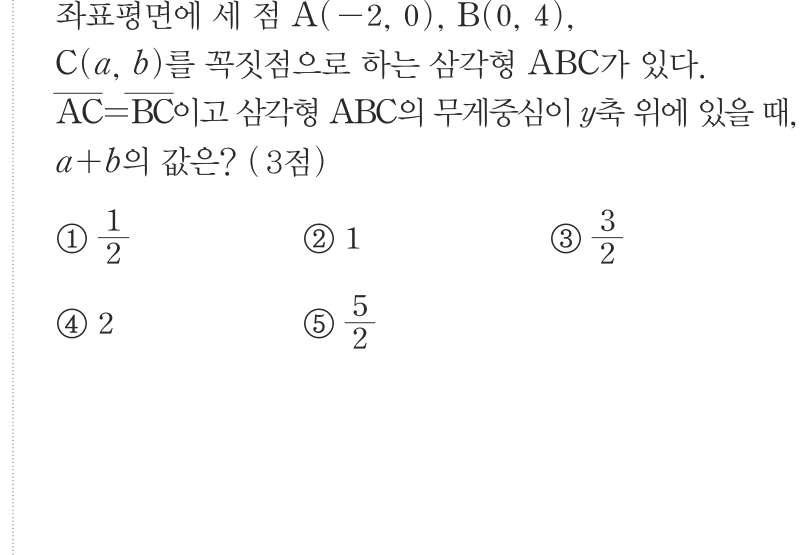 좌표평면에 세 점 A(−2, 0), B(0, 4),
C(a, b)를 꼭짓점으로 하는 삼각형 ABC가 있다.
A̅C̅=B̅C̅이고 삼각형 ABC의 무게중심이 y축 위에 있을 때,
a+b의 값은? (3점)
① 1/2 ② 1 ③ 3/2
④ 2 ⑤ 5/2